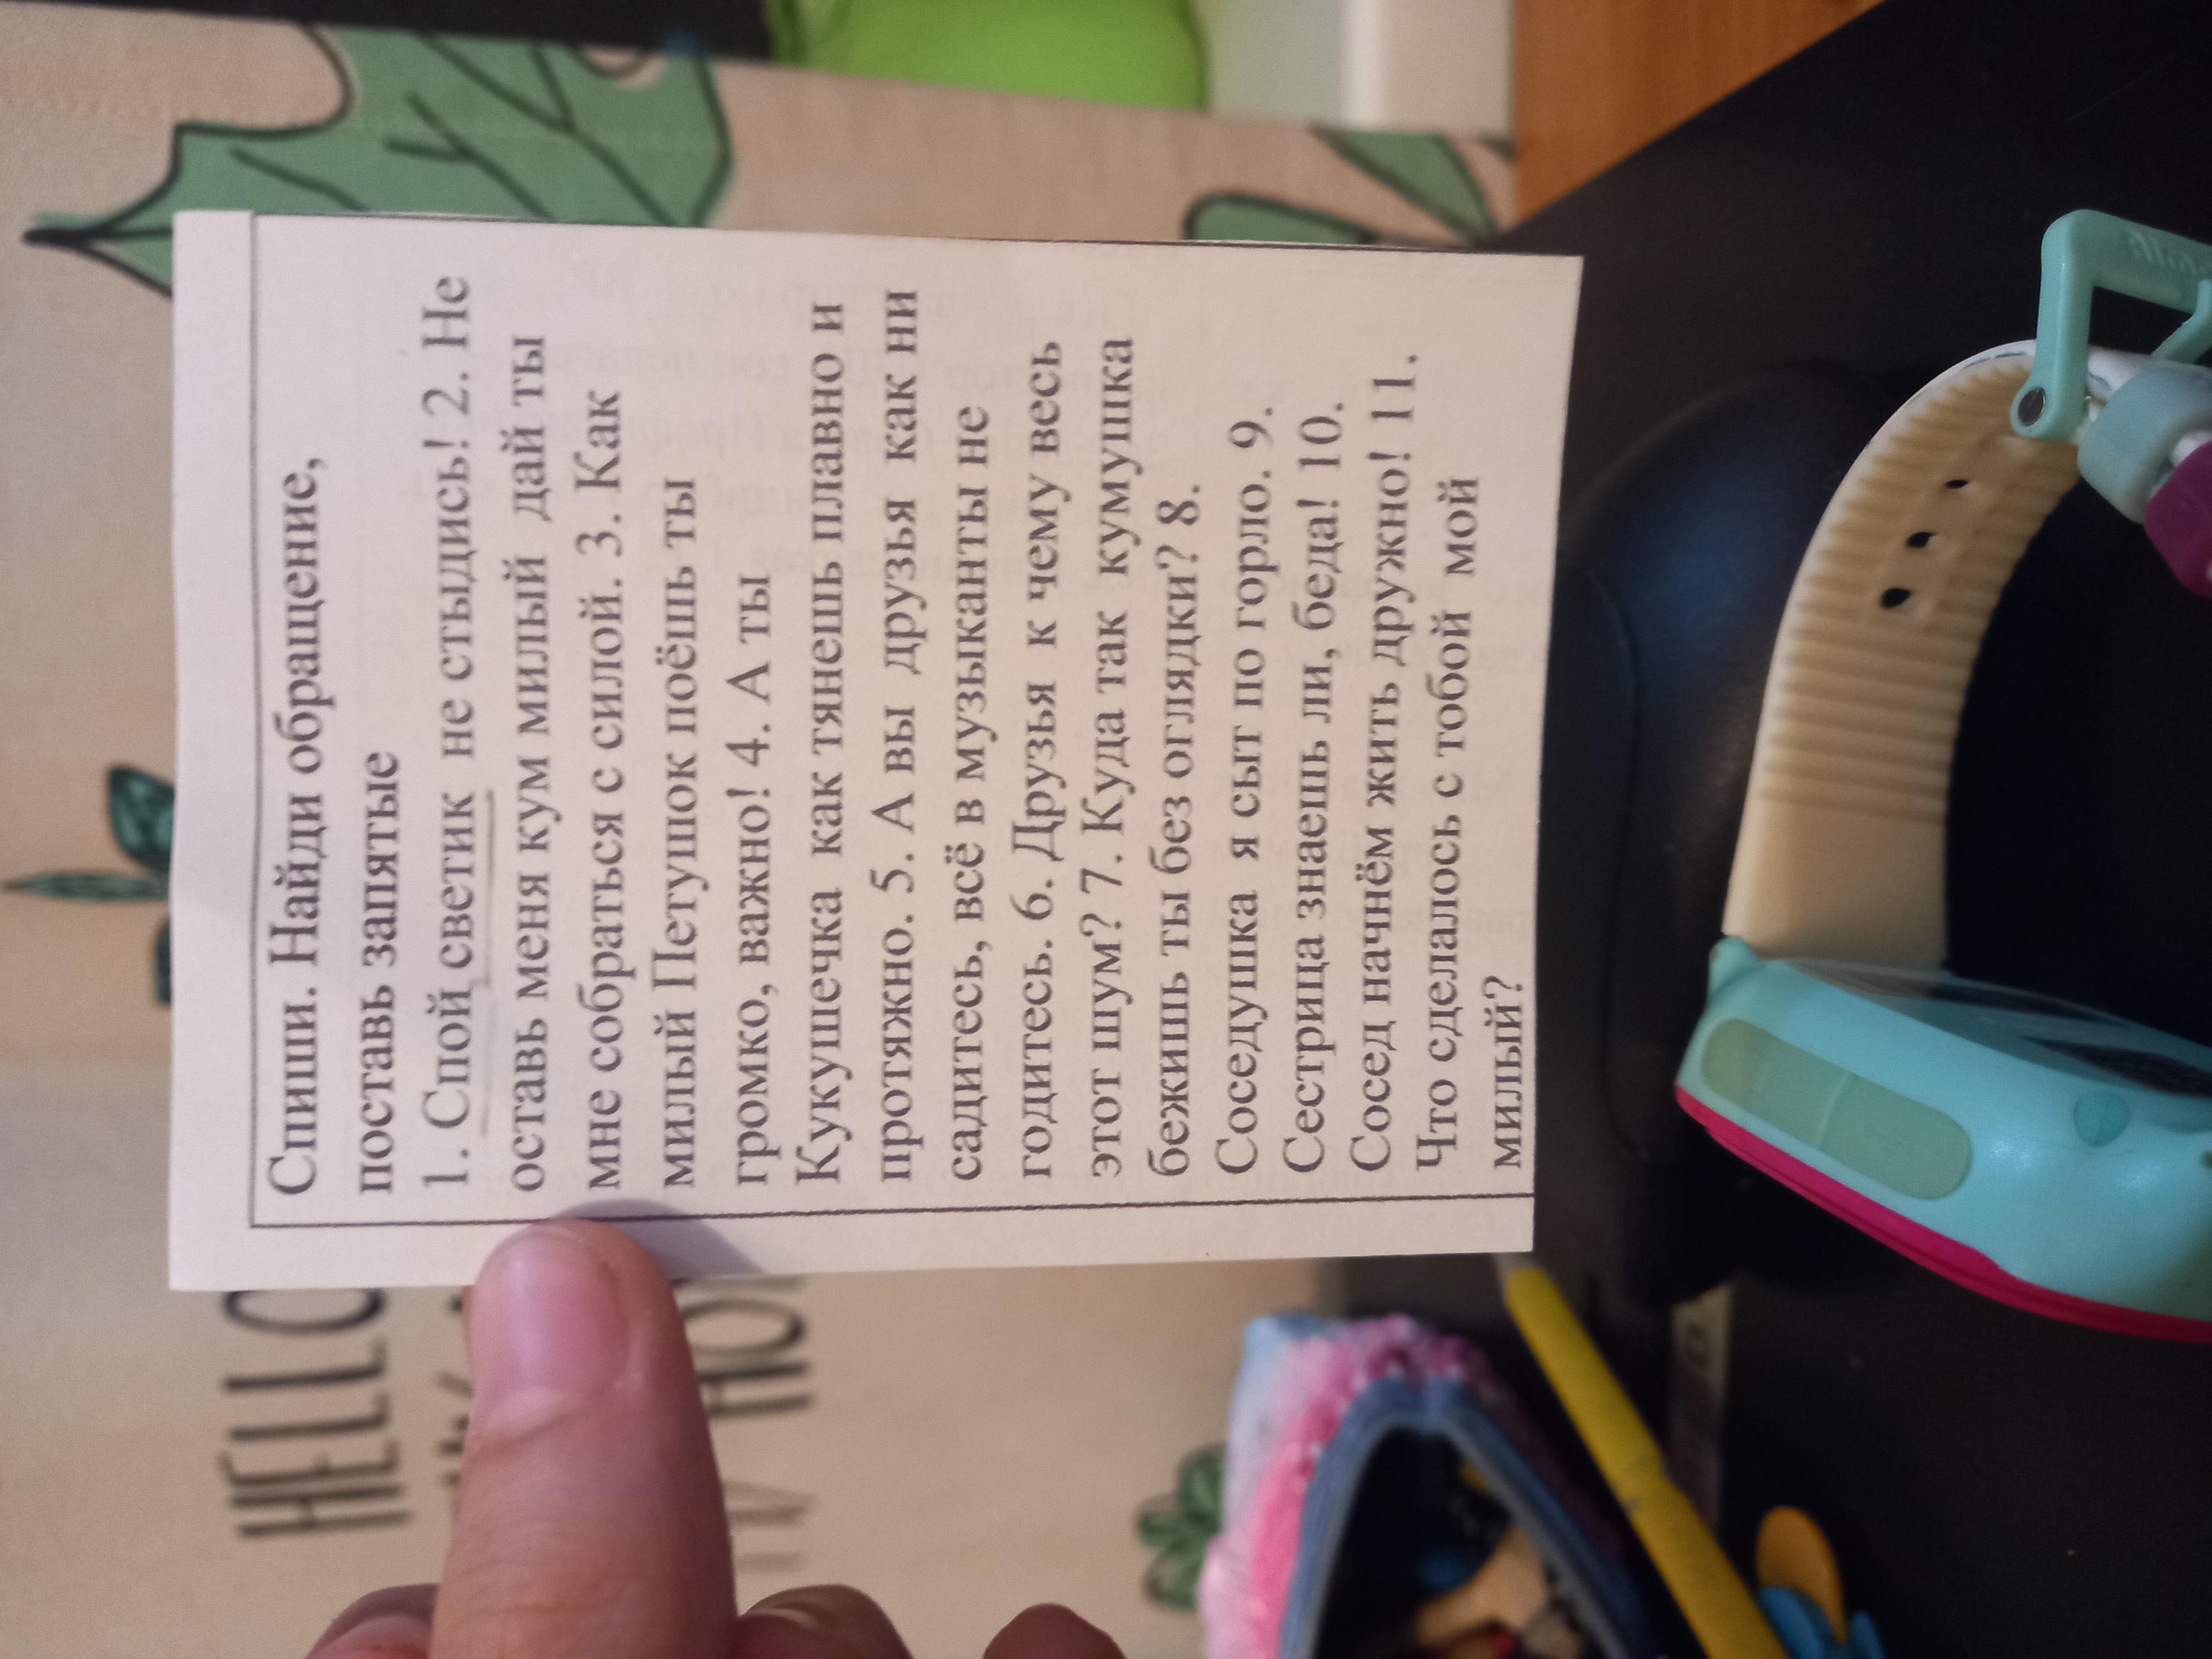 Спиши. Найди обращение,
поставь запятые
1. Спой светик не стыдись! 2. Не
оставь меня кум милый дай ты
мне собраться с силой. 3. Как
милый Петушок поёшь ты
громко, важно! 4. А ты
Кукушечка как тянешь плавно и
протяжно. 5. А вы друзья как ни
садитесь, всё в музыканты не
годитесь. 6. Друзья к чему весь
этот шум? 7. Куда так кумушка
бежишь ты без оглядки? 8.
Соседушка я сыт по горло. 9.
Сестрица знаешь ли, беда! 10.
Сосед начнём жить дружно! 11.
Что сделалось с тобой мой
милый?
HELLO